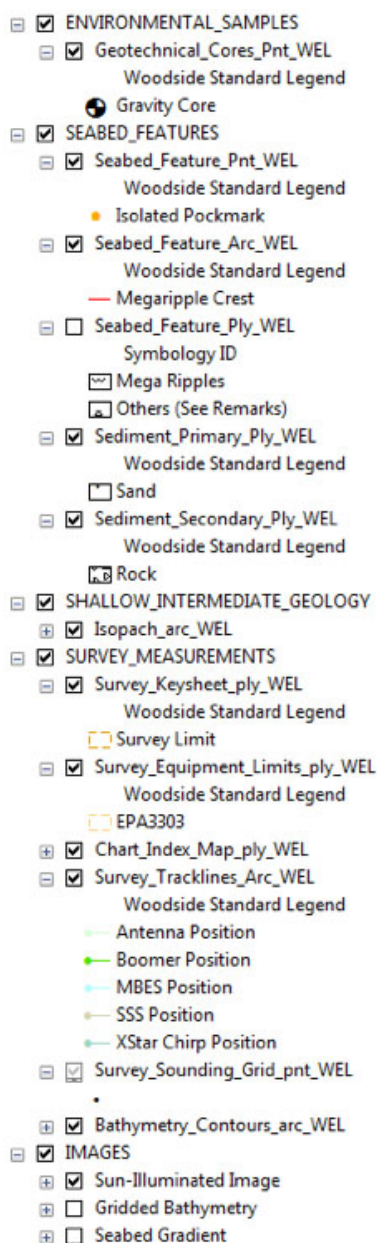 ENVIRONMENTAL_SAMPLES
Geotechnical_Cores_Pnt_WEL
Woodside Standard Legend
Gravity Core
SEABED_FEATURES
Seabed_Feature_Pnt_WEL
Woodside Standard Legend
Isolated Pockmark
Seabed_Feature_Arc_WEL
Woodside Standard Legend
Megaripple Crest
Seabed_Feature_Ply_WEL
Symbology ID
Mega Ripples
Others (See Remarks)
Sediment_Primary_Ply_WEL
Woodside Standard Legend
Sand
Sediment_Secondary_Ply_WEL
Woodside Standard Legend
Rock
SHALLOW_INTERMEDIATE_GEOLOGY
Isopach_arc_WEL
SURVEY_MEASUREMENTS
Survey_Keysheet_ply_WEL
Woodside Standard Legend
Survey Limit
Survey_Equipment_Limits_ply_WEL
Woodside Standard Legend
EPA3303
Chart_Index_Map_ply_WEL
Survey_Tracklines_Arc_WEL
Woodside Standard Legend
Antenna Position
Boomer Position
MBES Position
SSS Position
XStar Chirp Position
Survey_Sounding_Grid_pnt_WEL
Bathymetry_Contours_arc_WEL
IMAGES
Sun-Illuminated Image
Gridded Bathymetry
Seabed Gradient